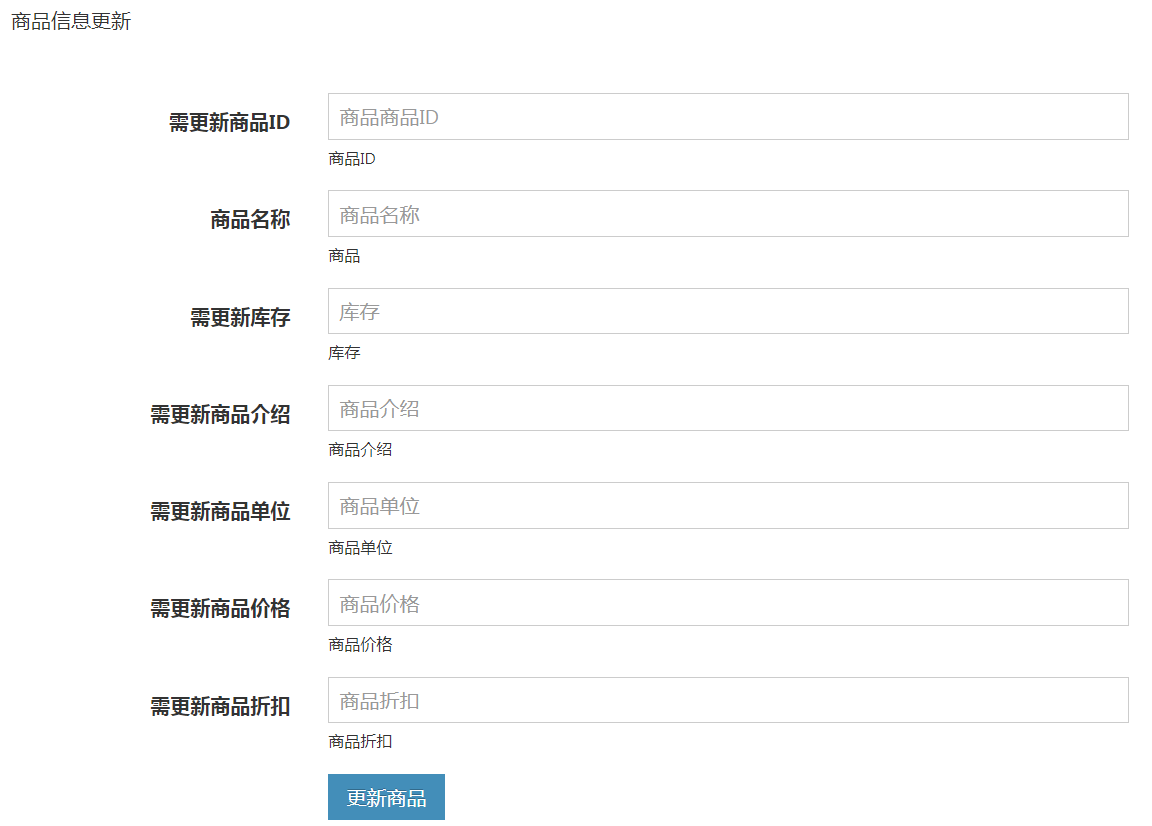 商品信息更新
需更新商品ID
商品商品ID
商品ID
商品名称
商品名称
商品
需更新库存
库存
库存
需更新商品介绍
商品介绍
商品介绍
需更新商品单位
商品单位
商品单位
需更新商品价格
商品价格
商品价格
需更新商品折扣
商品折扣
商品折扣
更新商品